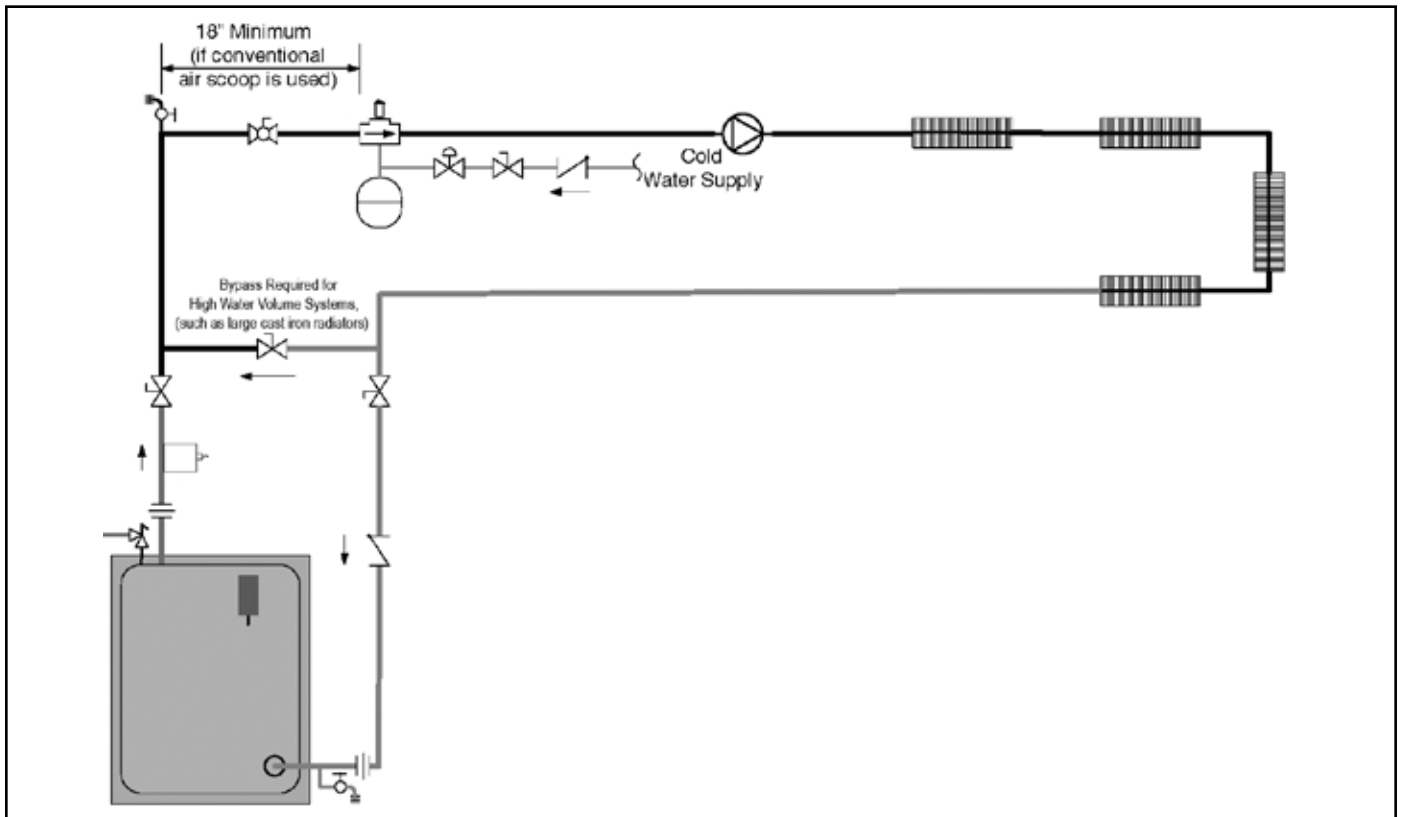 18" Minimum
(if conventional
air scoop is used)
Cold
Water Supply
Bypass Required for
High Water Volume Systems,
(such as large cast iron radiators)